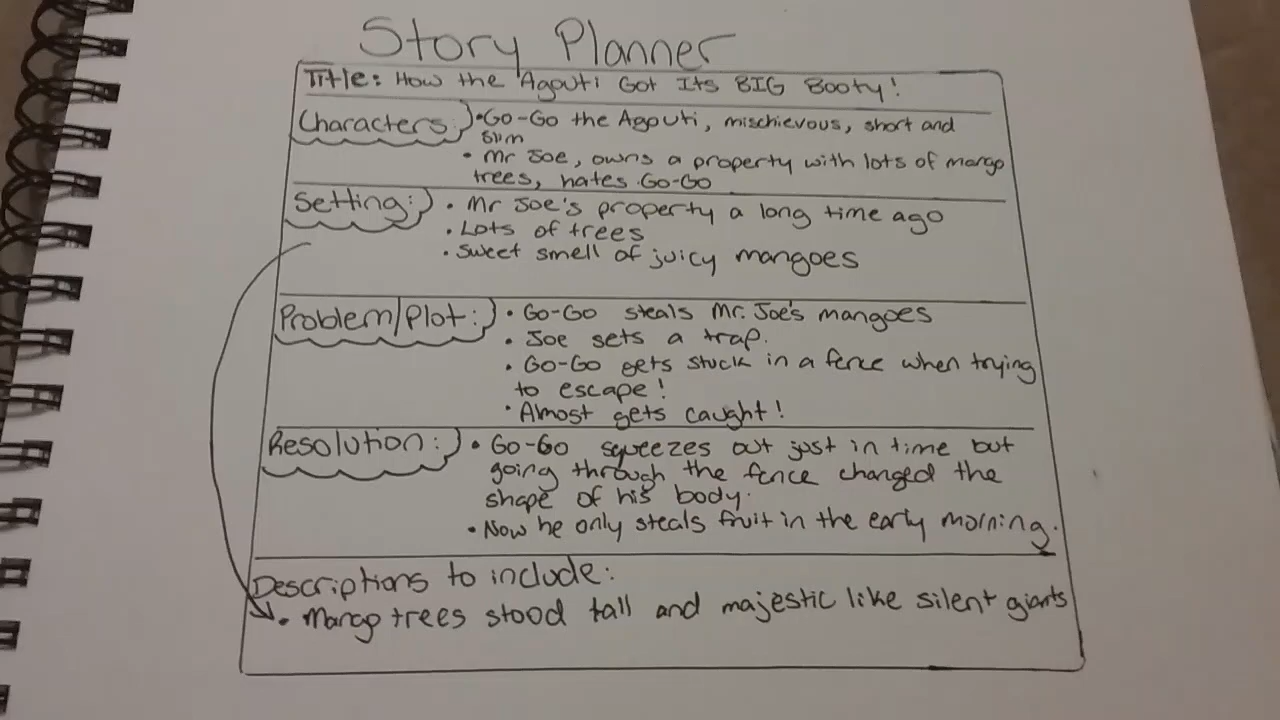 Story Planner
Title: How the Agouti Got Its BIG Booty!
Characters: • Go-Go the Agouti, mischievous, short and
slim
• Mr Joe, owns a property with lots of mango
trees, hates Go-Go
Setting: • Mr Joe's property a long time ago
• Lots of trees
• Sweet smell of juicy mangoes
Problem/Plot: • Go-Go steals Mr. Joe's mangoes
• Joe sets a trap.
• Go-Go gets stuck in a fence when trying
to escape!
• Almost gets caught!
Resolution: • Go-Go squeezes out just in time but
going through the fence changed the
shape of his body.
• Now he only steals fruit in the early morning.
Descriptions to include:
• Mango trees stood tall and majestic like silent giants